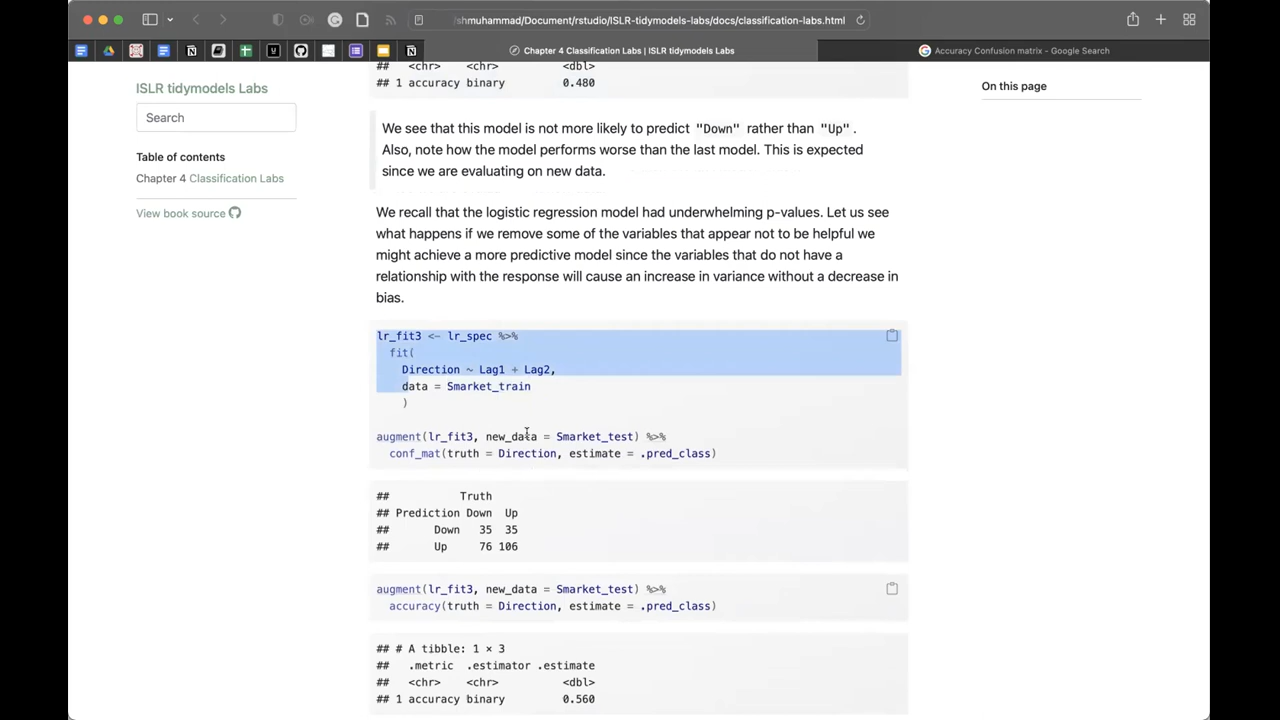 /shmuhammad/Document/rstudio/ISLR-tidymodels-labs/docs/classification-labs.html
Chapter 4 Classification Labs | ISLR tidymodels Labs
Accuracy Confusion matrix - Google Search
ISLR tidymodels Labs
Search
Table of contents
Chapter 4 Classification Labs
View book source
## <chr> <chr> <dbl>
## 1 accuracy binary 0.480
We see that this model is not more likely to predict "Down" rather than "Up".
Also, note how the model performs worse than the last model. This is expected
since we are evaluating on new data.
We recall that the logistic regression model had underwhelming p-values. Let us see
what happens if we remove some of the variables that appear not to be helpful we
might achieve a more predictive model since the variables that do not have a
relationship with the response will cause an increase in variance without a decrease in
bias.
lr_fit3 <- lr_spec %>%
fit(
Direction ~ Lag1 + Lag2,
data = Smarket_train
)
augment(lr_fit3, new_data = Smarket_test) %>%
conf_mat(truth = Direction, estimate = .pred_class)
## Truth
## Prediction Down Up
## Down 35 35
## Up 76 106
augment(lr_fit3, new_data = Smarket_test) %>%
accuracy(truth = Direction, estimate = .pred_class)
## # A tibble: 1 × 3
## .metric .estimator .estimate
## <chr> <chr> <dbl>
## 1 accuracy binary 0.560
On this page